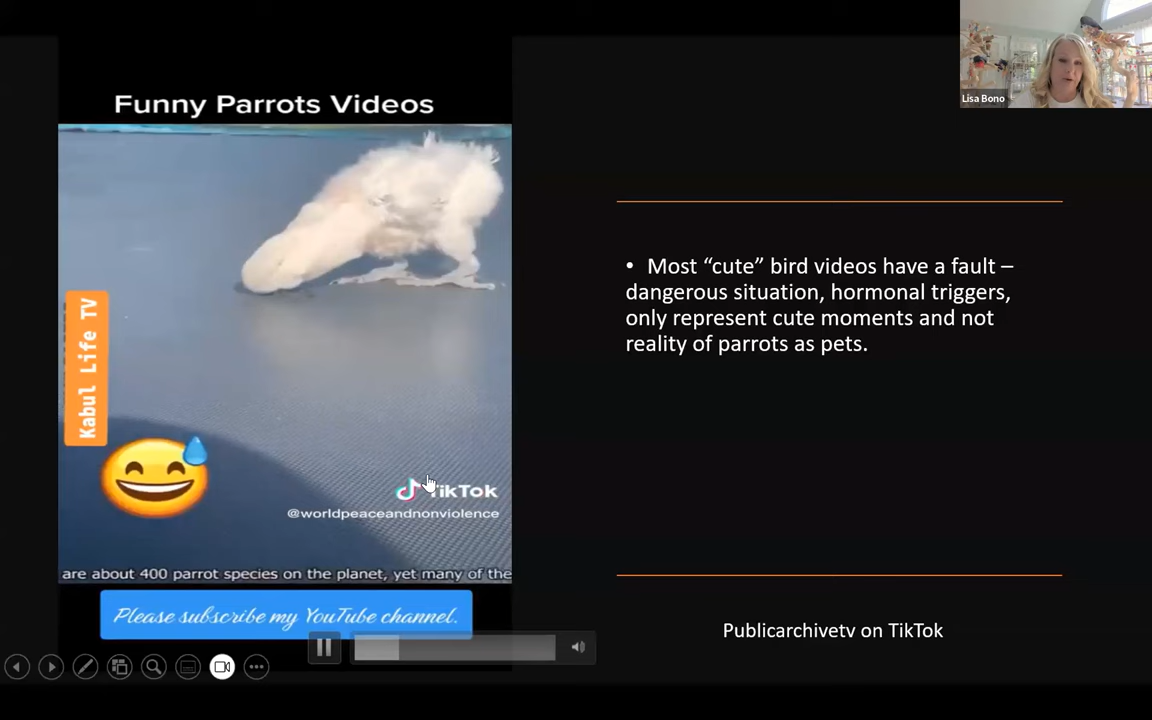 Lisa Bono
Funny Parrots Videos
Kabul Life TV
TikTok
@worldpeaceandnonviolence
are about 400 parrot species on the planet, yet many of the
Please subscribe my YouTube channel.
• Most “cute” bird videos have a fault –
dangerous situation, hormonal triggers,
only represent cute moments and not
reality of parrots as pets.
Publicarchivetv on TikTok